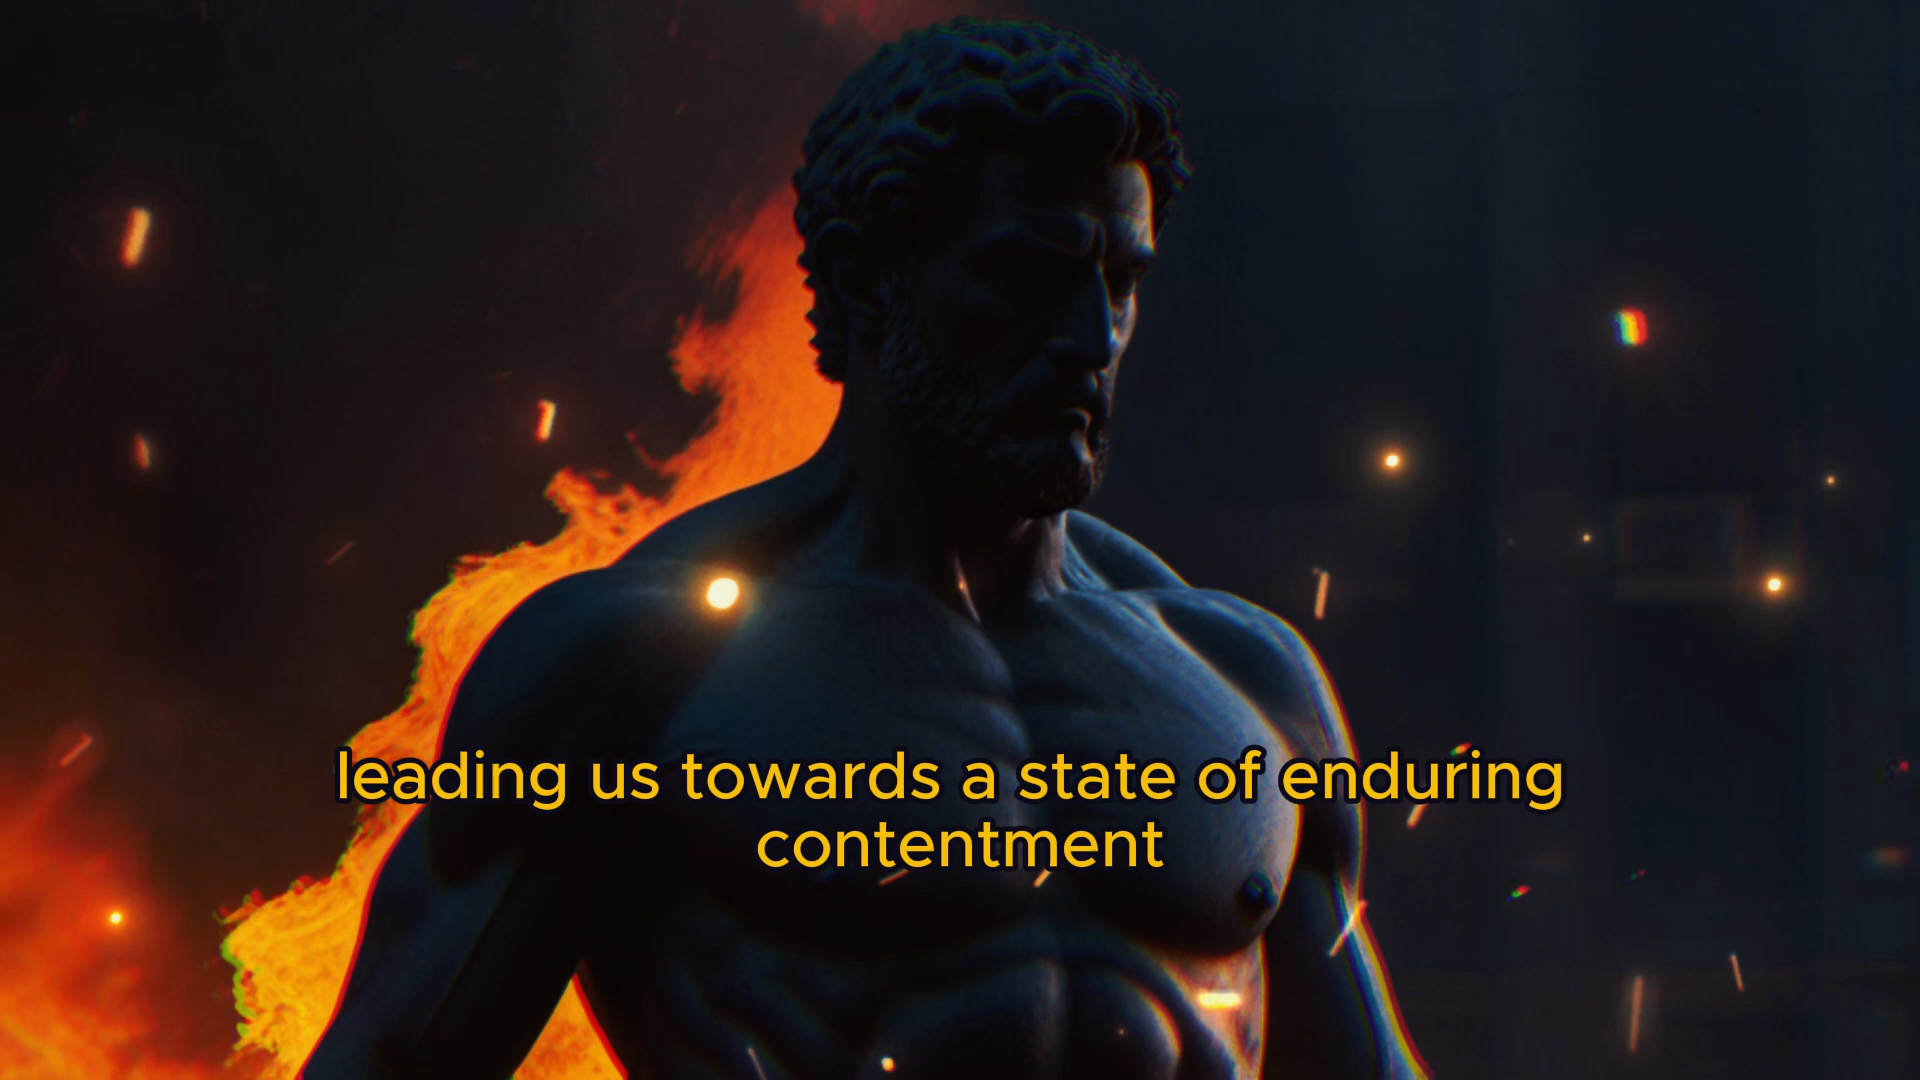 leading us towards a state of enduring
contentment